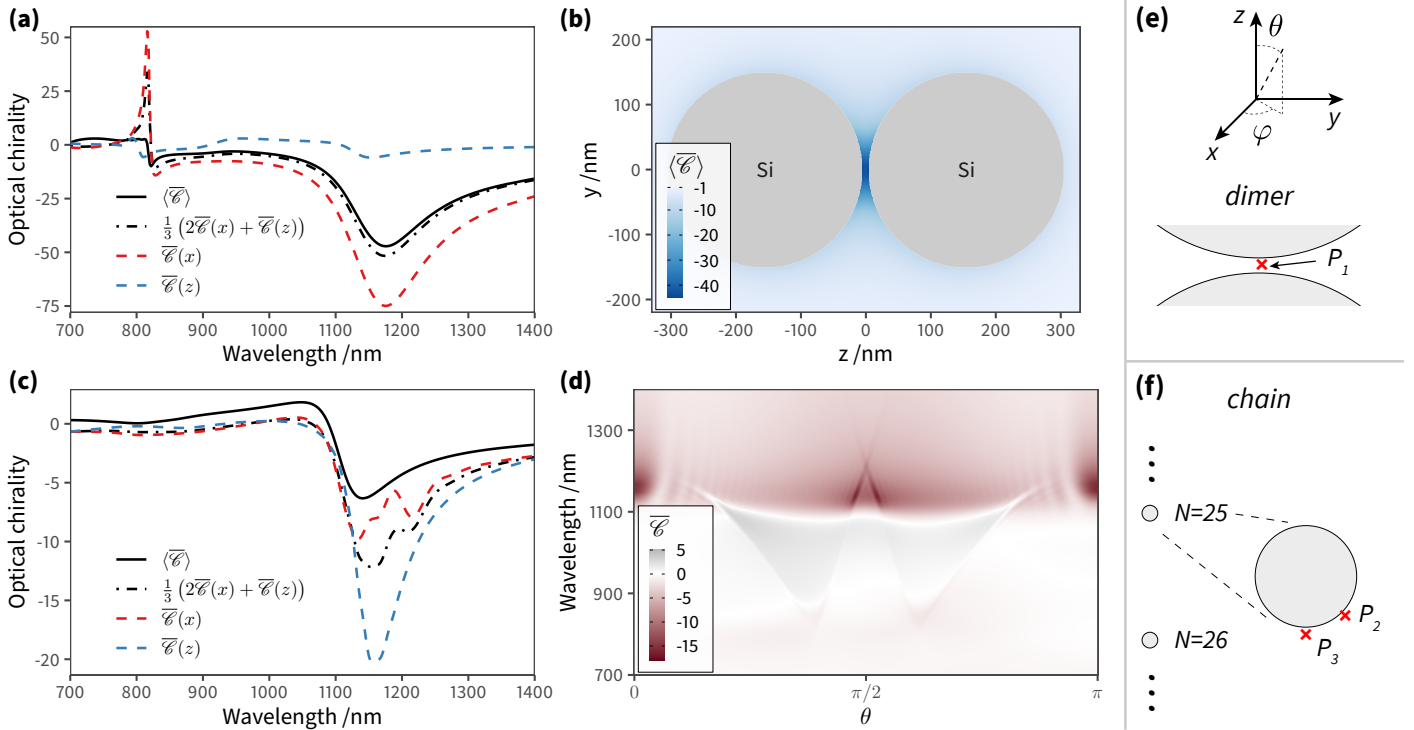 (a)
Optical chirality
50
25
0
-25
-50
-75
⟨𝒞̅⟩
1/3 (2𝒞̅(x) + 𝒞̅(z))
𝒞̅(x)
𝒞̅(z)
700 800 900 1000 1100 1200 1300 1400
Wavelength /nm
(b)
y /nm
200
100
0
-100
-200
Si Si
⟨𝒞̅⟩
-1
-10
-20
-30
-40
-300 -200 -100 0 100 200 300
z /nm
(c)
Optical chirality
0
-5
-10
-15
-20
⟨𝒞̅⟩
1/3 (2𝒞̅(x) + 𝒞̅(z))
𝒞̅(x)
𝒞̅(z)
700 800 900 1000 1100 1200 1300 1400
Wavelength /nm
(d)
Wavelength /nm
1300
1100
900
700
𝒞̅
5
0
-5
-10
-15
0 π/2 π
θ
(e)
z θ
y
x φ
dimer
P1
(f)
chain
N=25
P2
N=26
P3